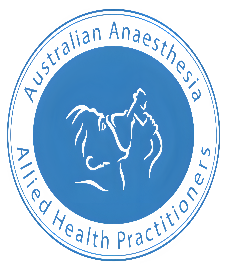 Australian Anaesthesia
Allied Health Practitioners